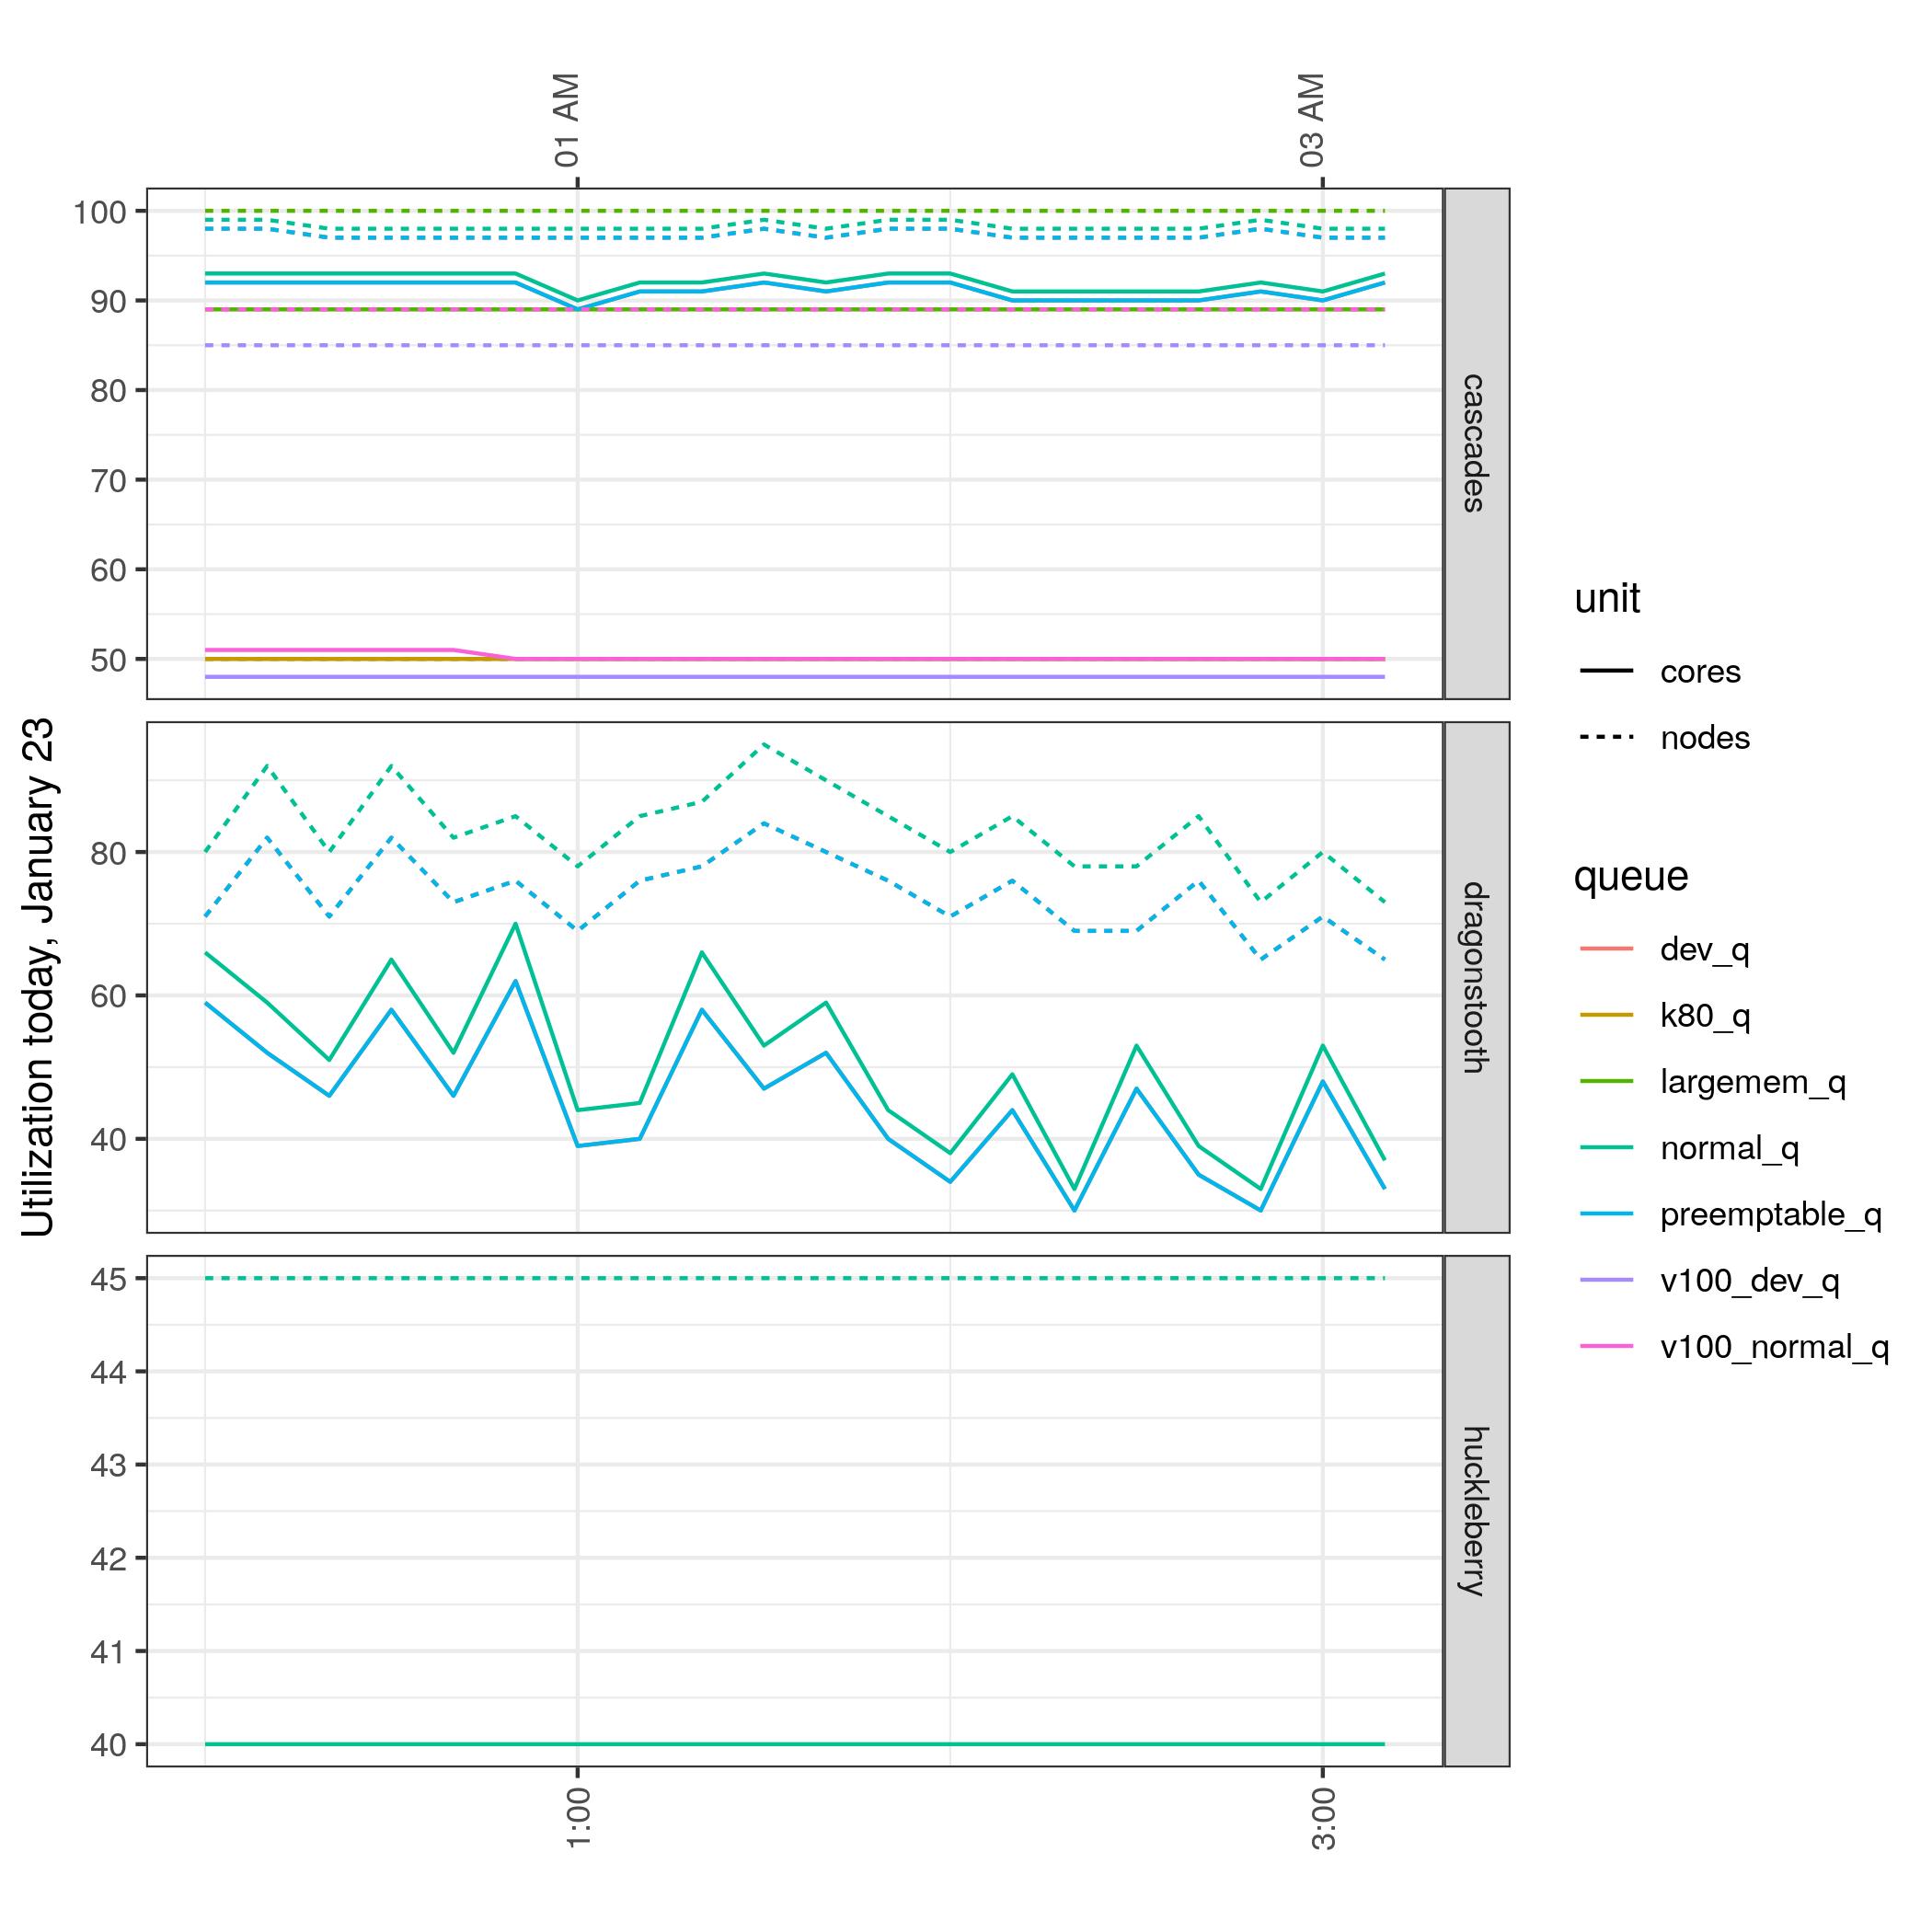 01 AM
03 AM
Utilization today, January 23
100
90
80
70
60
50
cascades
80
60
40
dragonstooth
45
44
43
42
41
40
huckleberry
1:00
3:00
unit
cores
nodes
queue
dev_q
k80_q
largemem_q
normal_q
preemptable_q
v100_dev_q
v100_normal_q